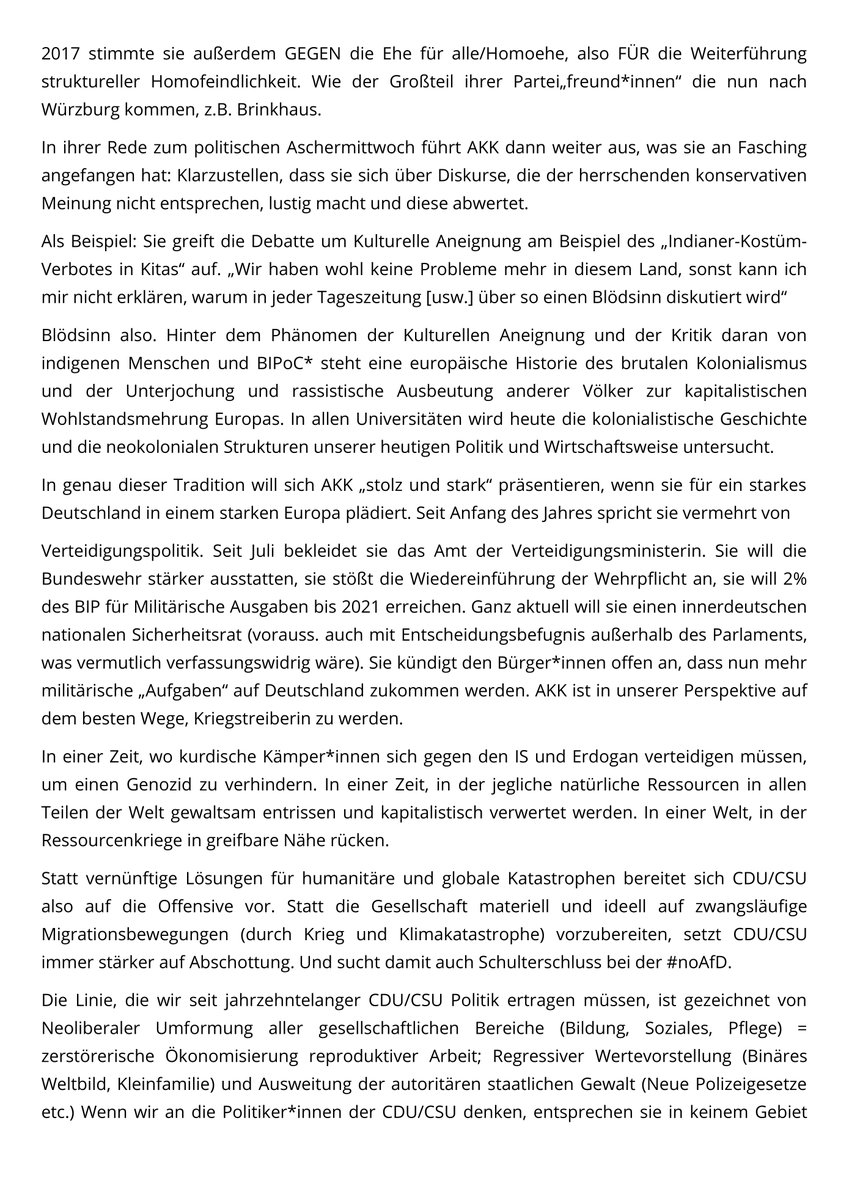 2017 stimmte sie außerdem GEGEN die Ehe für alle/Homoehe, also FÜR die Weiterführung
struktureller Homofeindlichkeit. Wie der Großteil ihrer Partei„freund*innen“ die nun nach
Würzburg kommen, z.B. Brinkhaus.
In ihrer Rede zum politischen Aschermittwoch führt AKK dann weiter aus, was sie an Fasching
angefangen hat: Klarzustellen, dass sie sich über Diskurse, die der herrschenden konservativen
Meinung nicht entsprechen, lustig macht und diese abwertet.
Als Beispiel: Sie greift die Debatte um Kulturelle Aneignung am Beispiel des „Indianer-Kostüm-
Verbotes in Kitas“ auf. „Wir haben wohl keine Probleme mehr in diesem Land, sonst kann ich
mir nicht erklären, warum in jeder Tageszeitung [usw.] über so einen Blödsinn diskutiert wird“
Blödsinn also. Hinter dem Phänomen der Kulturellen Aneignung und der Kritik daran von
indigenen Menschen und BIPoC* steht eine europäische Historie des brutalen Kolonialismus
und der Unterjochung und rassistische Ausbeutung anderer Völker zur kapitalistischen
Wohlstandsmehrung Europas. In allen Universitäten wird heute die kolonialistische Geschichte
und die neokolonialen Strukturen unserer heutigen Politik und Wirtschaftsweise untersucht.
In genau dieser Tradition will sich AKK „stolz und stark“ präsentieren, wenn sie für ein starkes
Deutschland in einem starken Europa plädiert. Seit Anfang des Jahres spricht sie vermehrt von
Verteidigungspolitik. Seit Juli bekleidet sie das Amt der Verteidigungsministerin. Sie will die
Bundeswehr stärker ausstatten, sie stößt die Wiedereinführung der Wehrpflicht an, sie will 2%
des BIP für Militärische Ausgaben bis 2021 erreichen. Ganz aktuell will sie einen innerdeutschen
nationalen Sicherheitsrat (vorauss. auch mit Entscheidungsbefugnis außerhalb des Parlaments,
was vermutlich verfassungswidrig wäre). Sie kündigt den Bürger*innen offen an, dass nun mehr
militärische „Aufgaben“ auf Deutschland zukommen werden. AKK ist in unserer Perspektive auf
dem besten Wege, Kriegstreiberin zu werden.
In einer Zeit, wo kurdische Kämper*innen sich gegen den IS und Erdogan verteidigen müssen,
um einen Genozid zu verhindern. In einer Zeit, in der jegliche natürliche Ressourcen in allen
Teilen der Welt gewaltsam entrissen und kapitalistisch verwertet werden. In einer Welt, in der
Ressourcenkriege in greifbare Nähe rücken.
Statt vernünftige Lösungen für humanitäre und globale Katastrophen bereitet sich CDU/CSU
also auf die Offensive vor. Statt die Gesellschaft materiell und ideell auf zwangsläufige
Migrationsbewegungen (durch Krieg und Klimakatastrophe) vorzubereiten, setzt CDU/CSU
immer stärker auf Abschottung. Und sucht damit auch Schulterschluss bei der #noAfD.
Die Linie, die wir seit jahrzehntelanger CDU/CSU Politik ertragen müssen, ist gezeichnet von
Neoliberaler Umformung aller gesellschaftlichen Bereiche (Bildung, Soziales, Pflege) =
zerstörerische Ökonomisierung reproduktiver Arbeit; Regressiver Wertevorstellung (Binäres
Weltbild, Kleinfamilie) und Ausweitung der autoritären staatlichen Gewalt (Neue Polizeigesetze
etc.) Wenn wir an die Politiker*innen der CDU/CSU denken, entsprechen sie in keinem Gebiet